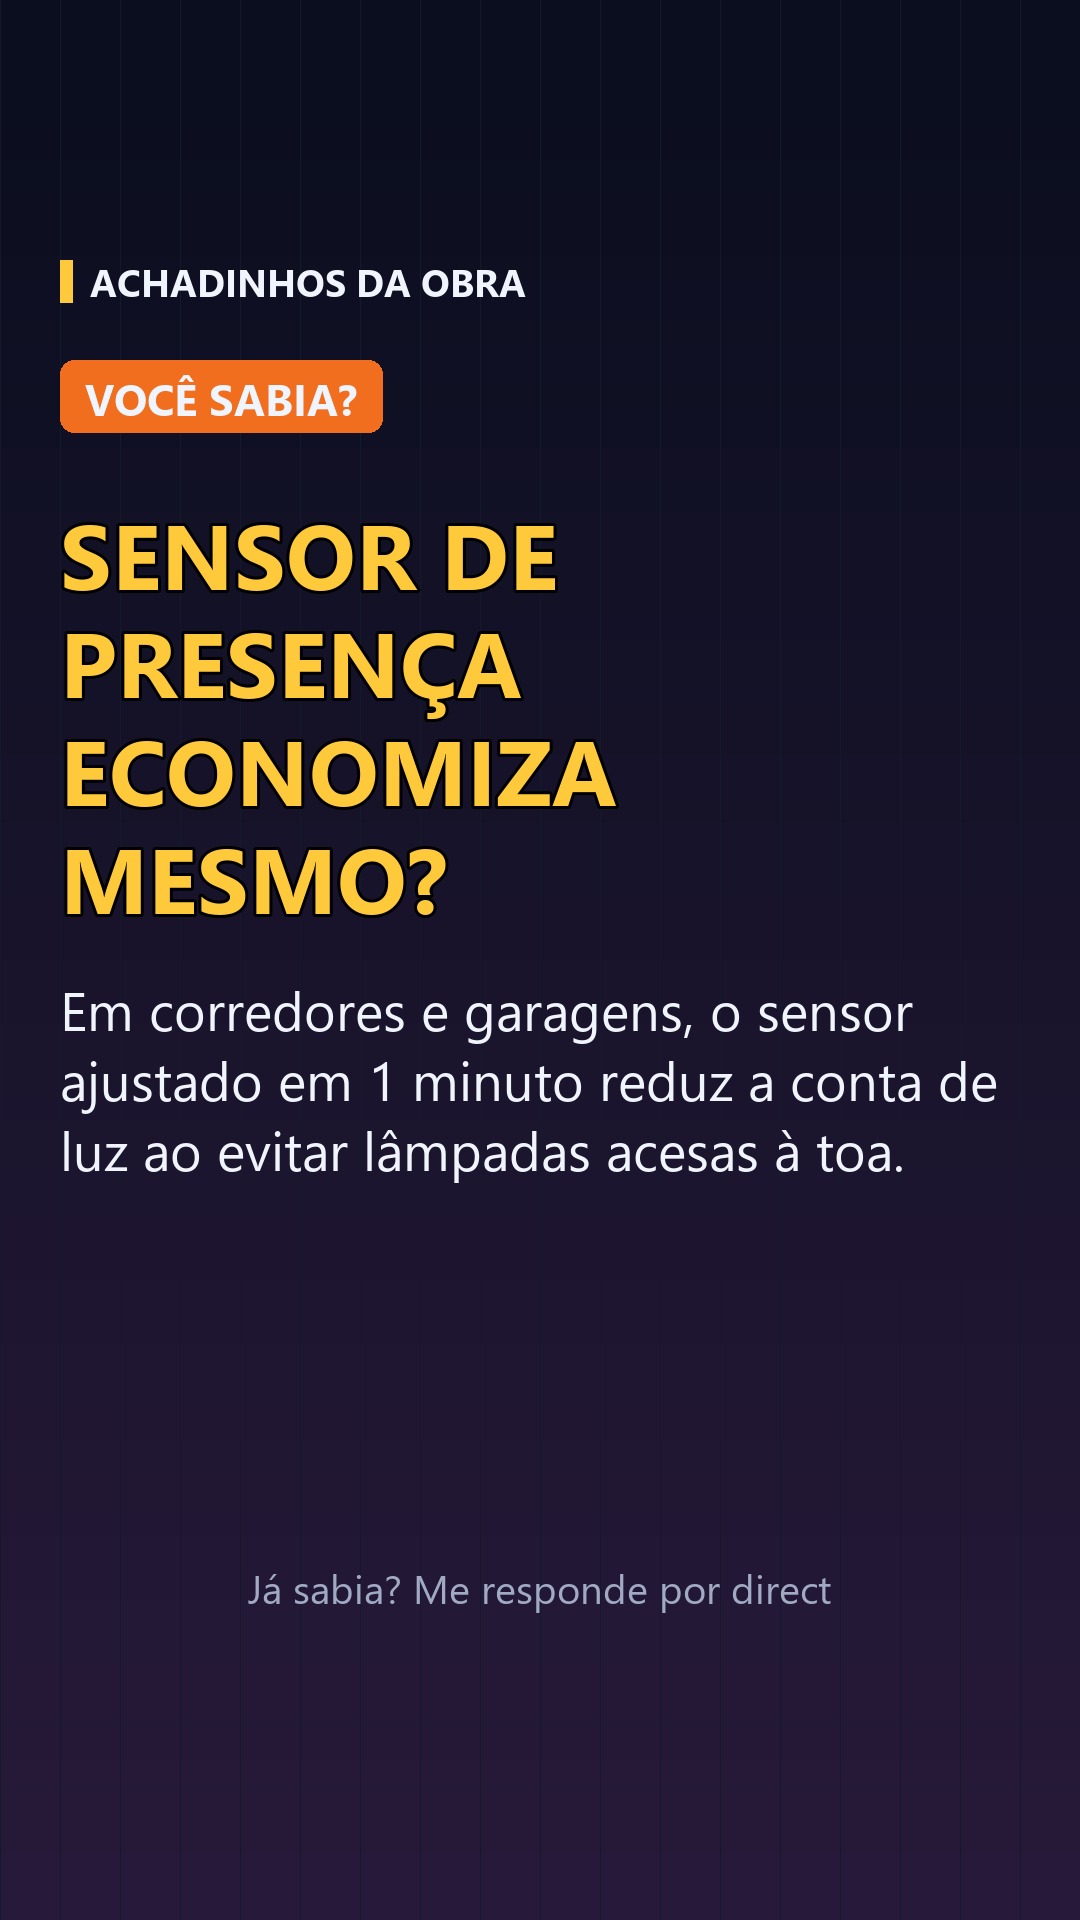 ACHADINHOS DA OBRA
VOCÊ SABIA?
SENSOR DE
PRESENÇA
ECONOMIZA
MESMO?
Em corredores e garagens, o sensor
ajustado em 1 minuto reduz a conta de
luz ao evitar lâmpadas acesas à toa.
Já sabia? Me responde por direct